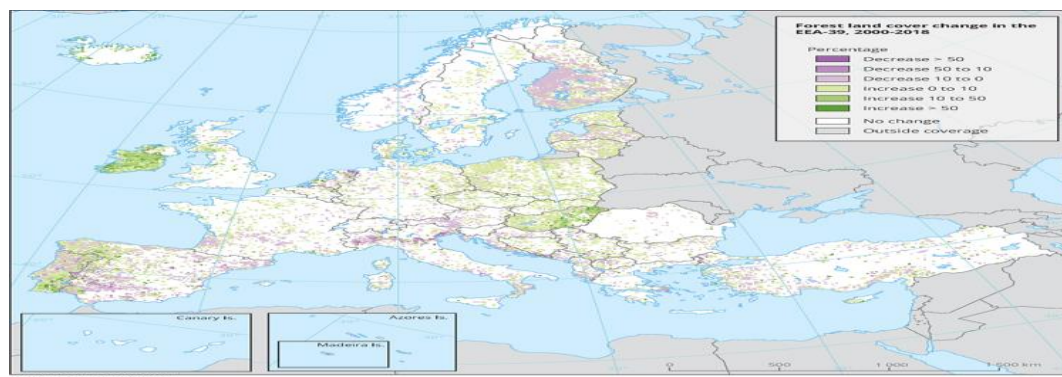 Forest land cover change in the
EEA-39, 2000-2018
Percentage
Decrease > 50
Decrease 50 to 10
Decrease 10 to 0
Increase 0 to 10
Increase 10 to 50
Increase > 50
No change
Outside coverage
Canary Is.
Azores Is.
Madeira Is.
0 500 1 000 1 500 km